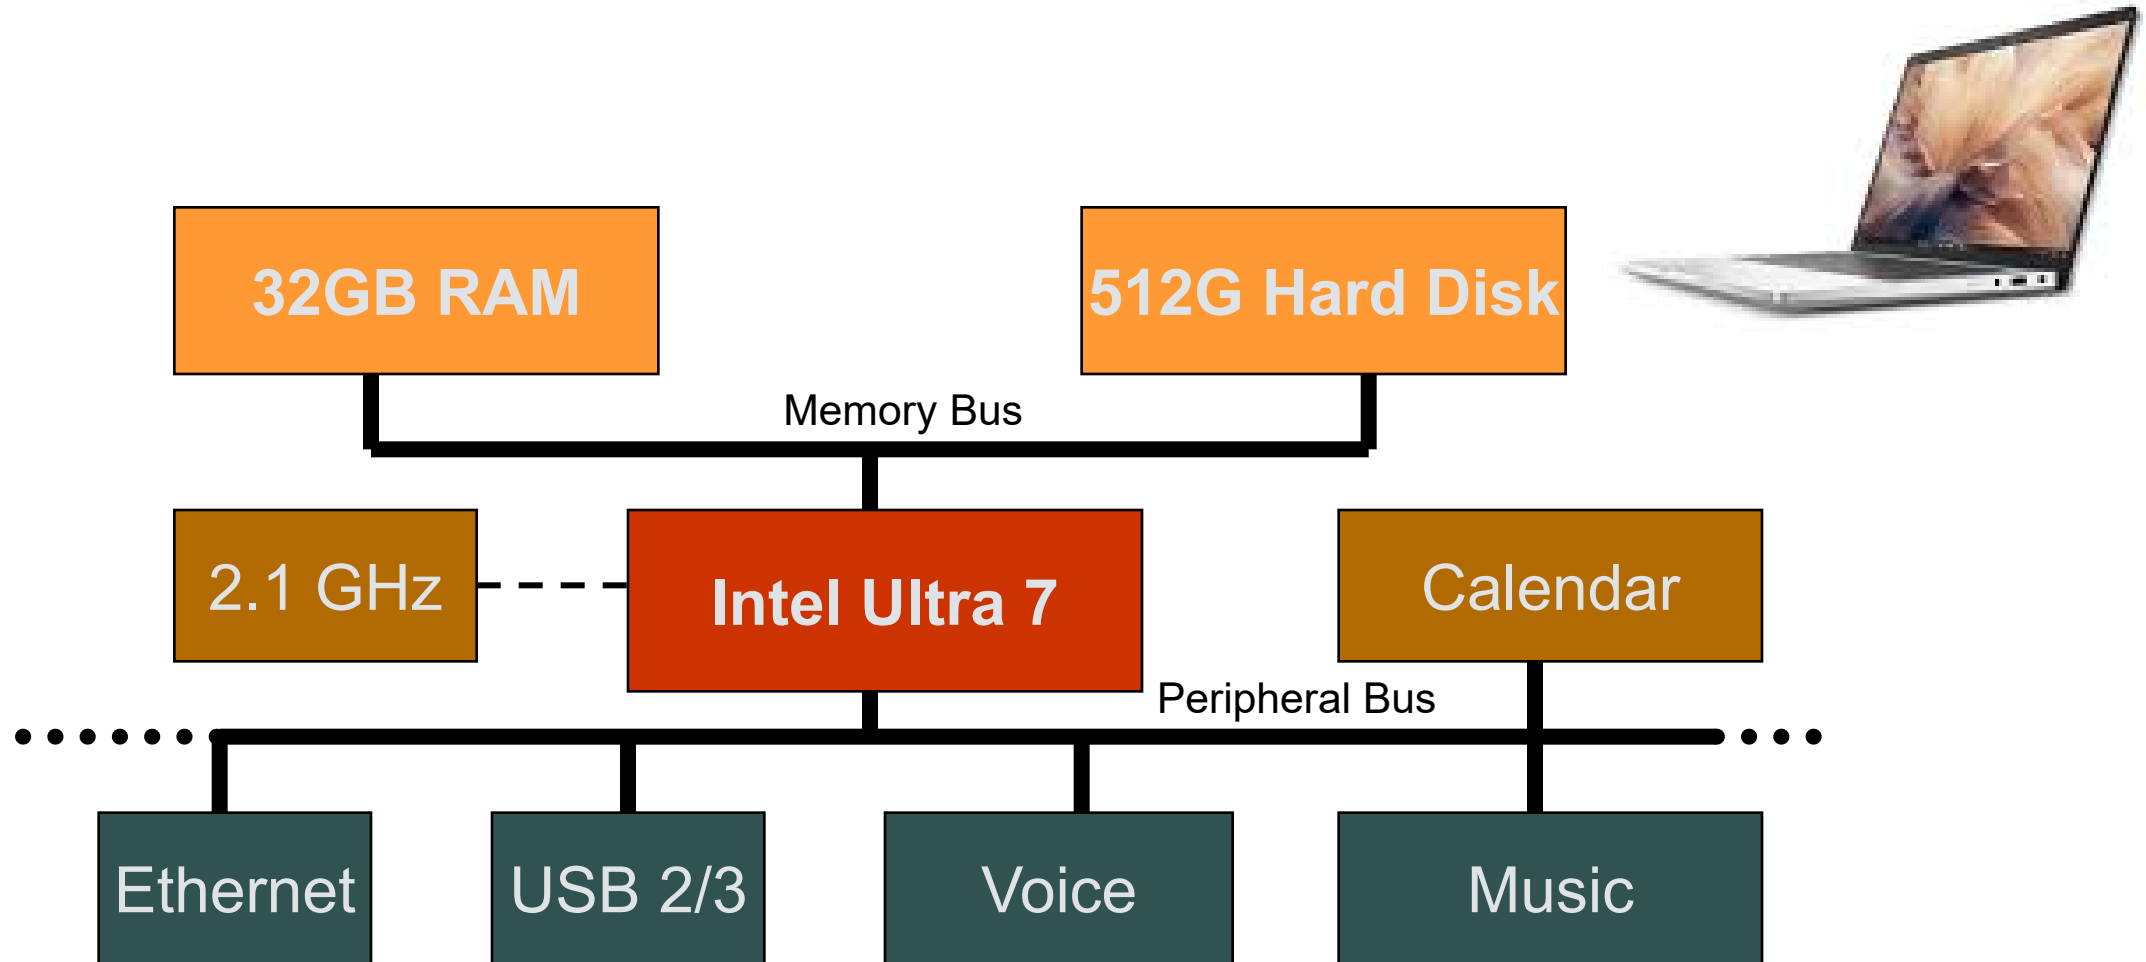 32GB RAM
512G Hard Disk
Memory Bus
2.1 GHz
Intel Ultra 7
Calendar
Peripheral Bus
Ethernet
USB 2/3
Voice
Music